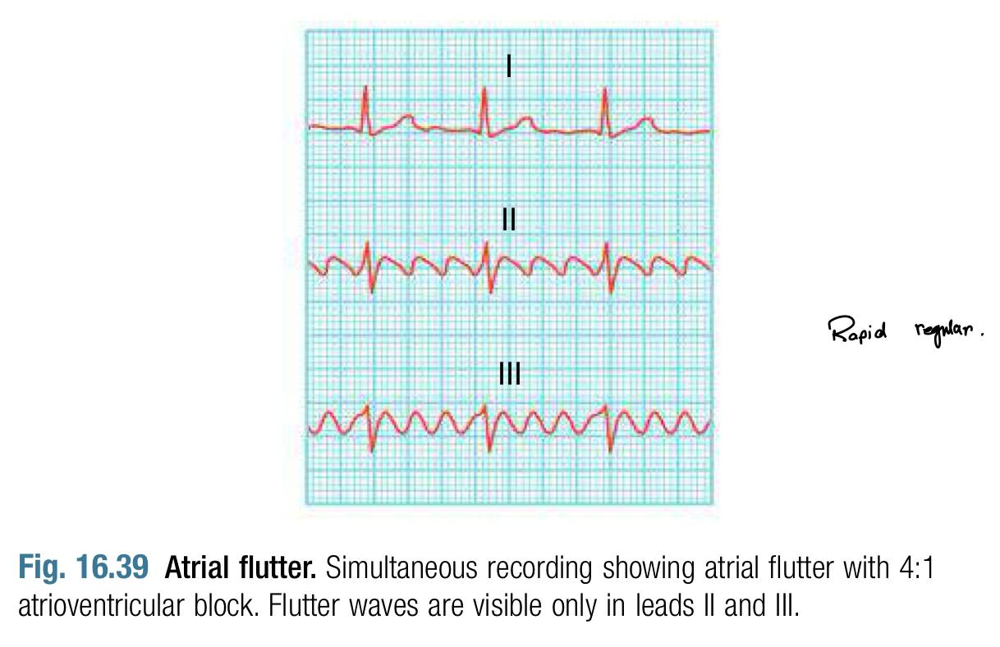 I
II
Rapid regular.
III
Fig. 16.39 Atrial flutter. Simultaneous recording showing atrial flutter with 4:1
atrioventricular block. Flutter waves are visible only in leads II and III.